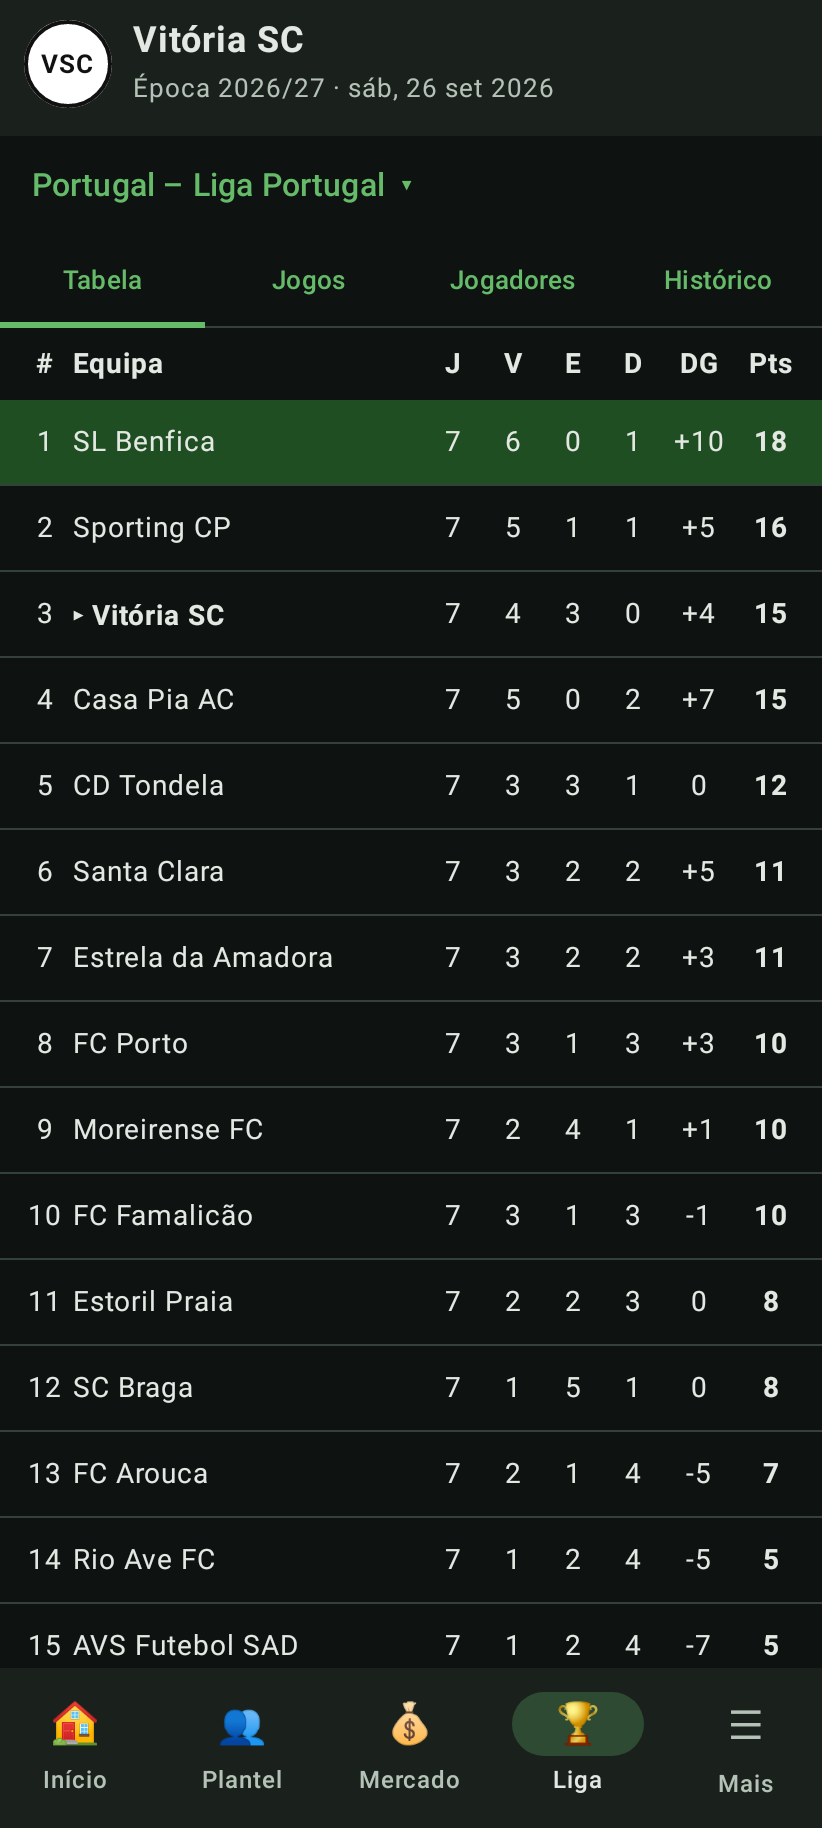 VSC
Vitória SC
Época 2026/27 · sáb, 26 set 2026
Portugal – Liga Portugal ▾
Tabela Jogos Jogadores Histórico
# Equipa J V E D DG Pts
1 SL Benfica 7 6 0 1 +10 18
2 Sporting CP 7 5 1 1 +5 16
3 ▸ Vitória SC 7 4 3 0 +4 15
4 Casa Pia AC 7 5 0 2 +7 15
5 CD Tondela 7 3 3 1 0 12
6 Santa Clara 7 3 2 2 +5 11
7 Estrela da Amadora 7 3 2 2 +3 11
8 FC Porto 7 3 1 3 +3 10
9 Moreirense FC 7 2 4 1 +1 10
10 FC Famalicão 7 3 1 3 -1 10
11 Estoril Praia 7 2 2 3 0 8
12 SC Braga 7 1 5 1 0 8
13 FC Arouca 7 2 1 4 -5 7
14 Rio Ave FC 7 1 2 4 -5 5
15 AVS Futebol SAD 7 1 2 4 -7 5
Início Plantel Mercado Liga Mais